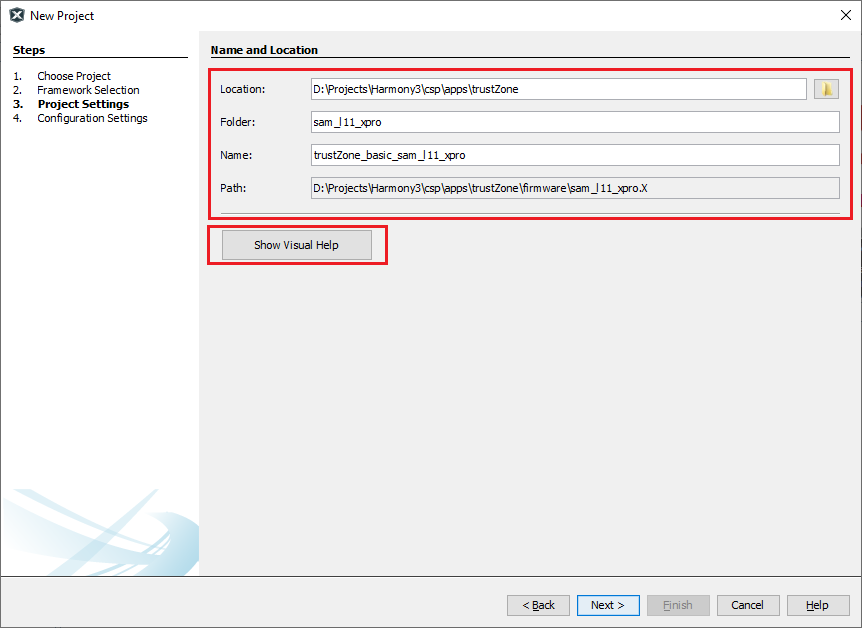 New Project
Steps
1. Choose Project
2. Framework Selection
3. Project Settings
4. Configuration Settings
Name and Location
Location: D:\Projects\Harmony3\csp\apps\trustZone
Folder: sam_l11_xpro
Name: trustZone_basic_sam_l11_xpro
Path: D:\Projects\Harmony3\csp\apps\trustZone\firmware\sam_l11_xpro.X
Show Visual Help
< Back Next > Finish Cancel Help